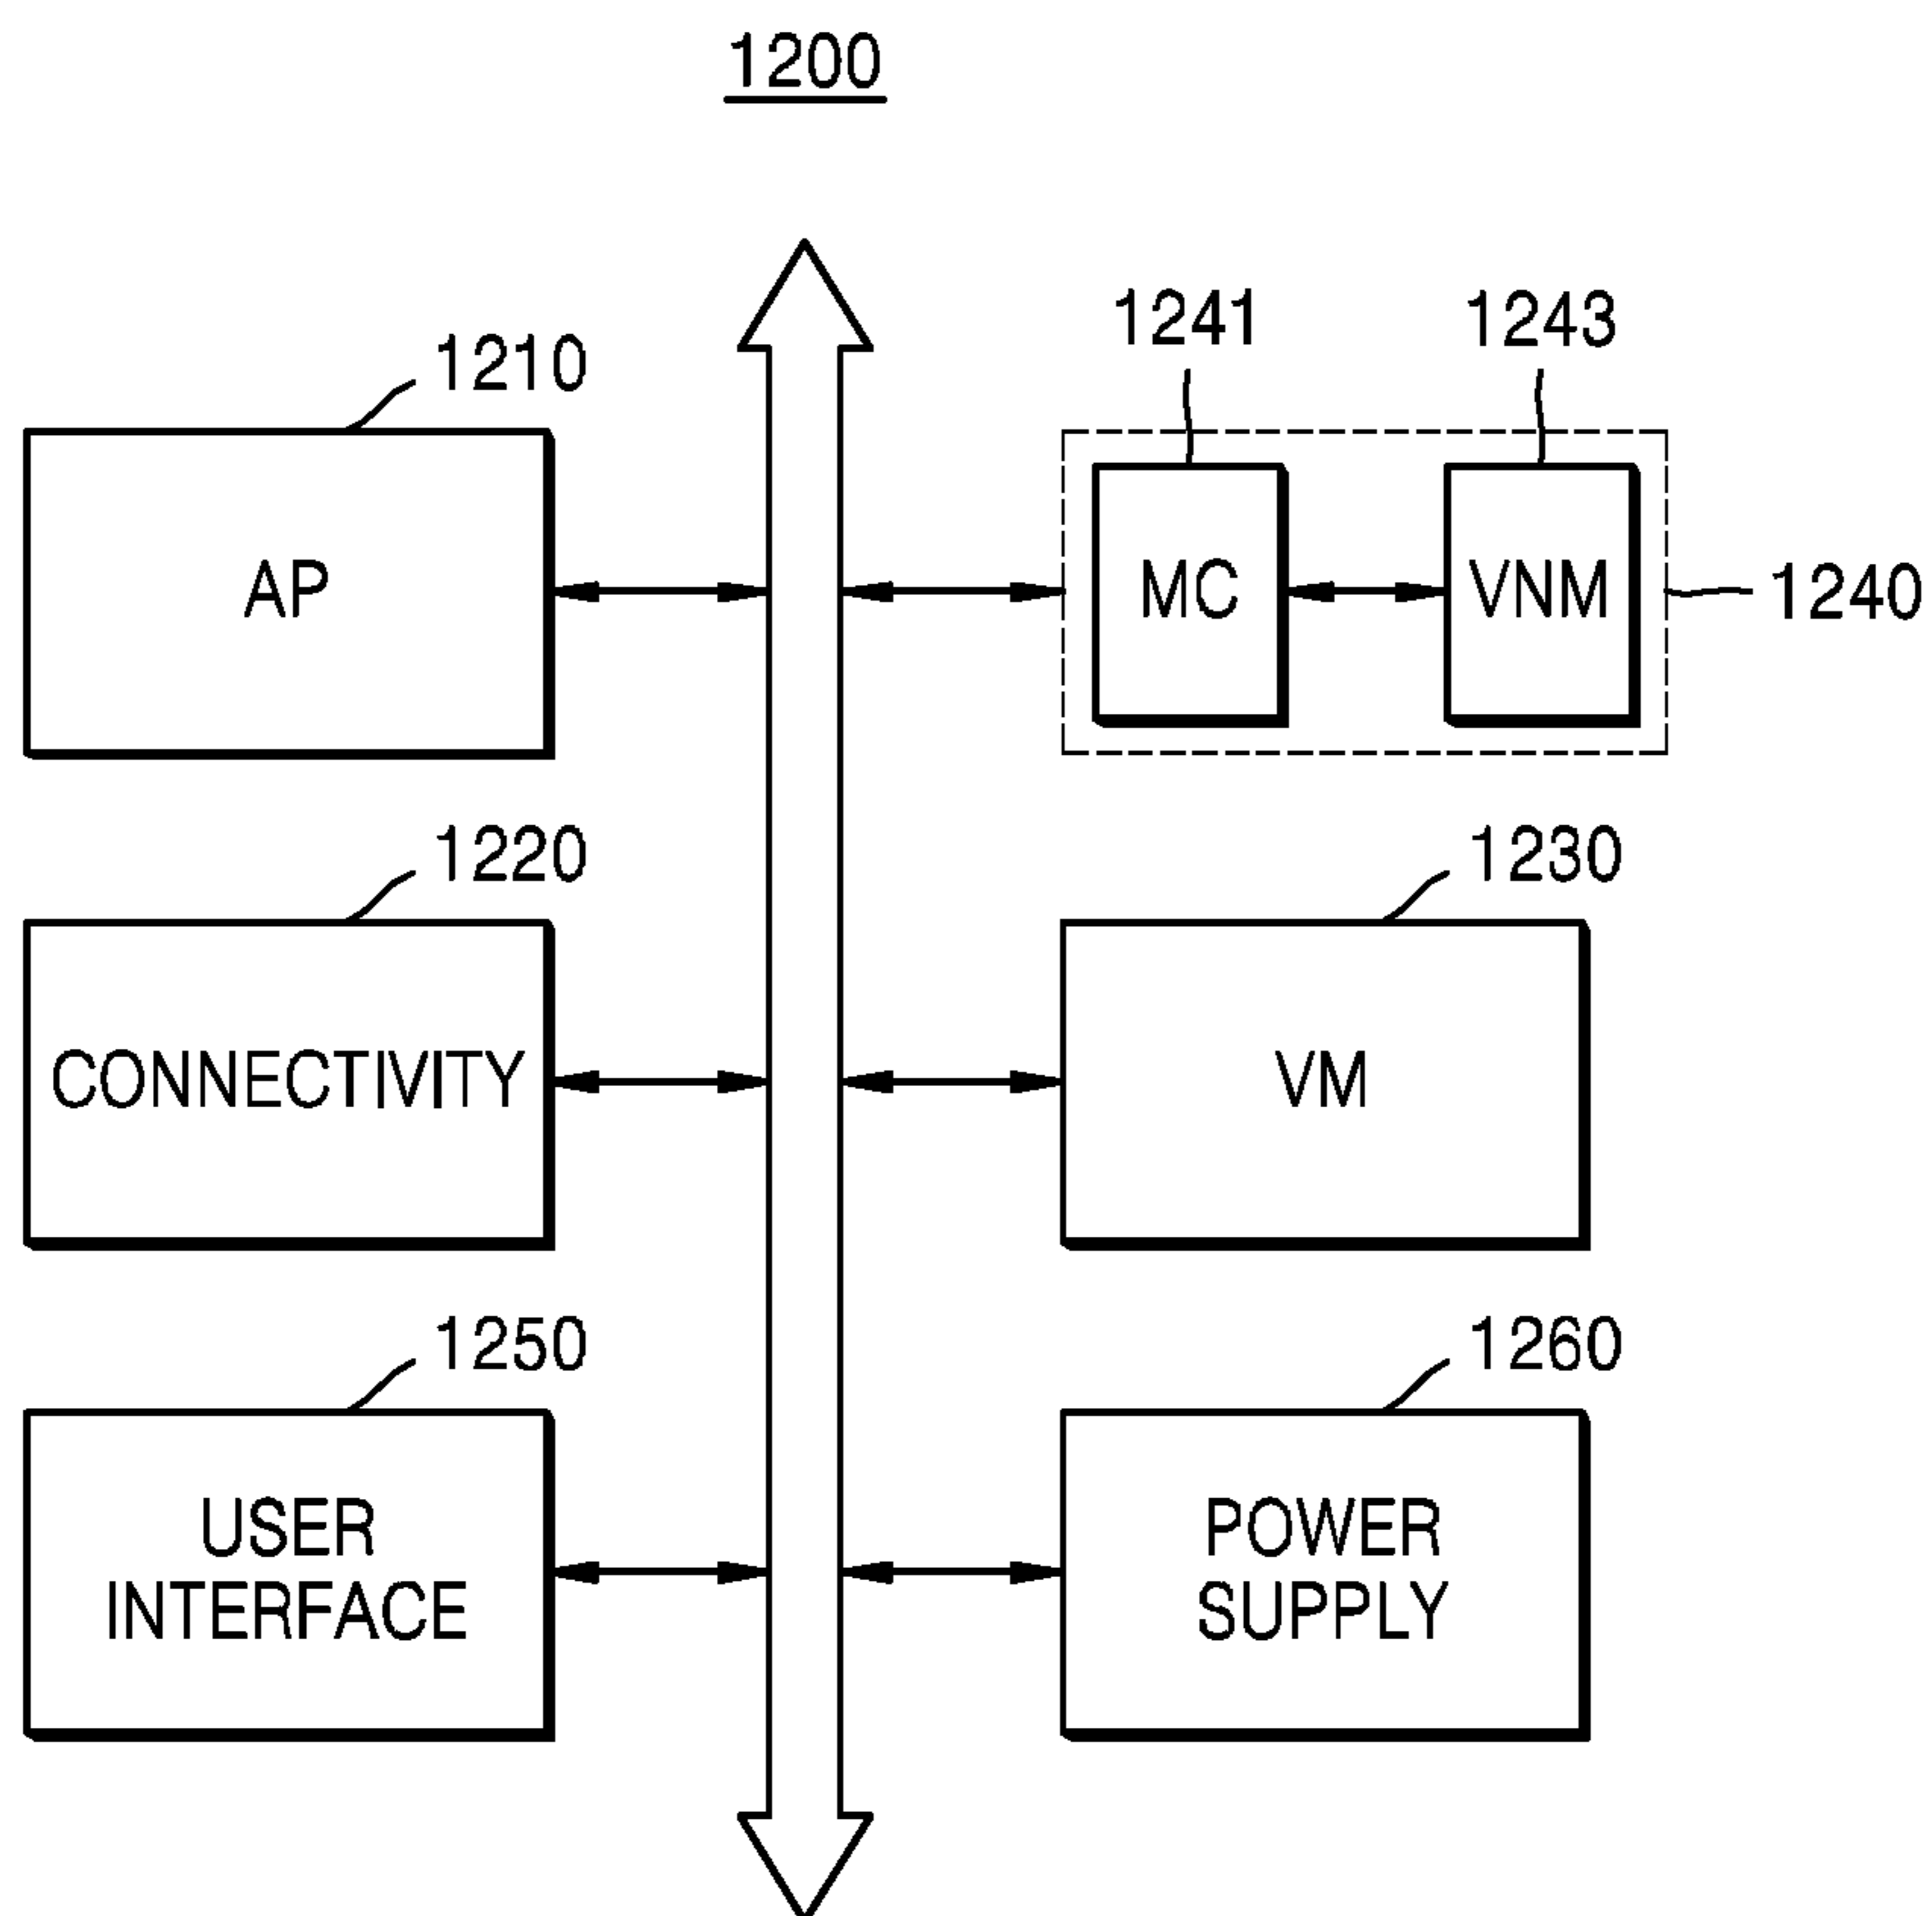 1200
1241
1243
1210
AP
MC
VNM
1240
1220
1230
CONNECTIVITY
VM
1250
1260
USER
INTERFACE
POWER
SUPPLY